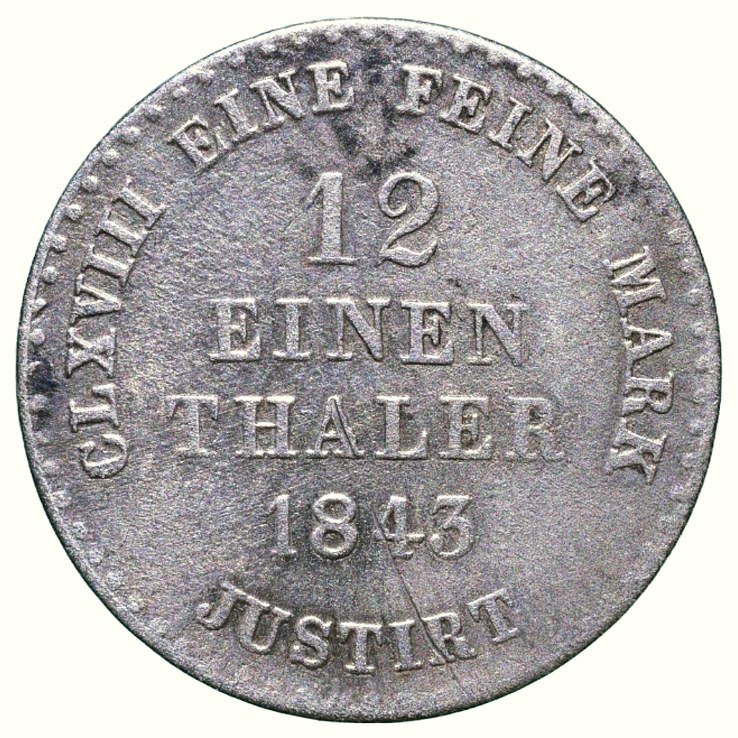 CLXVIII EINE FEINE MARK
12
EINEN
THALER
1843
JUSTIRT